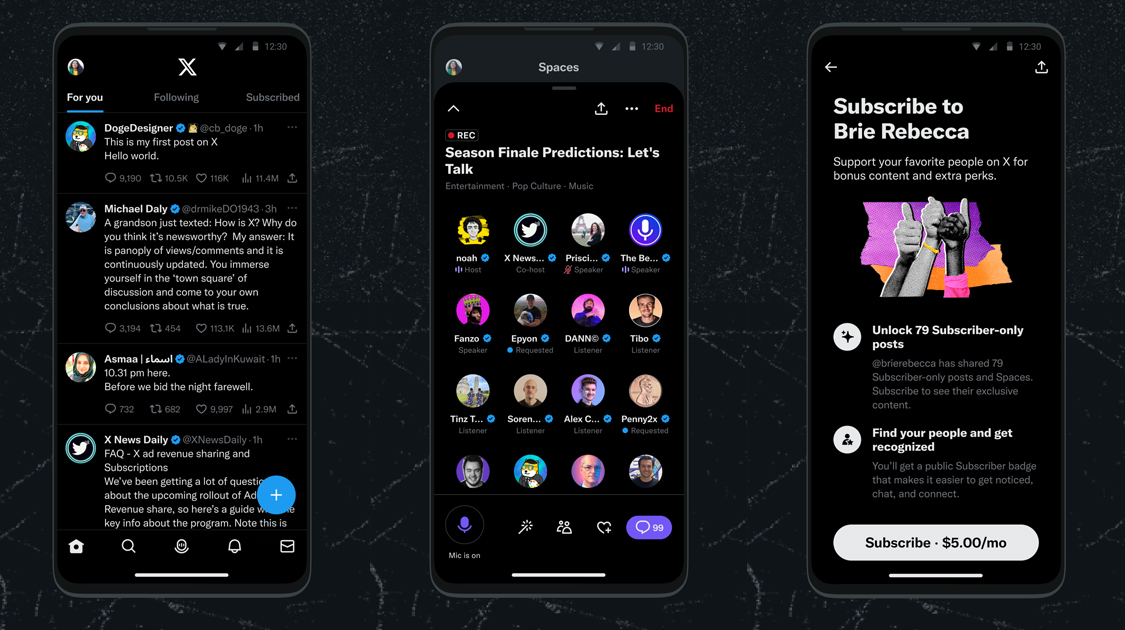 12:30
X
For you Following Subscribed
DogeDesigner @cb_doge · 1h
This is my first post on X
Hello world.
9,190 10.5K 116K 11.4M
Michael Daly @drmikeDO1943 · 3h
A grandson just texted: How is X? Why do
you think it's newsworthy? My answer: It
is panoply of views/comments and it is
continuously updated. You immerse
yourself in the 'town square' of
discussion and come to your own
conclusions about what is true.
3,194 454 113.1K 13.6M
Asmaa | اسماء @ALadyInKuwait · 1h
10.31 pm here.
Before we bid the night farewell.
732 682 9,997 2.9M
X News Daily @XNewsDaily · 1h
FAQ - X ad revenue sharing and
Subscriptions
We've been getting a lot of
about the upcoming rollout of
Revenue share, so here's a guide
key info about the program. Note this is
12:30
Spaces
End
REC
Season Finale Predictions: Let's
Talk
Entertainment · Pop Culture · Music
noah X News... Prisci... The Be...
Host Co-host Speaker Speaker
Fanzo Epyon DANN© Tibo
Speaker Requested Listener Listener
Tinz T... Soren... Alex C... Penny2x
Listener Listener Listener Requested
99
Mic is on
12:30
Subscribe to
Brie Rebecca
Support your favorite people on X for
bonus content and extra perks.
Unlock 79 Subscriber-only
posts
@brierebecca has shared 79
Subscriber-only posts and Spaces.
Subscribe to see their exclusive
content.
Find your people and get
recognized
You'll get a public Subscriber badge
that makes it easier to get noticed,
chat, and connect.
Subscribe · $5.00/mo